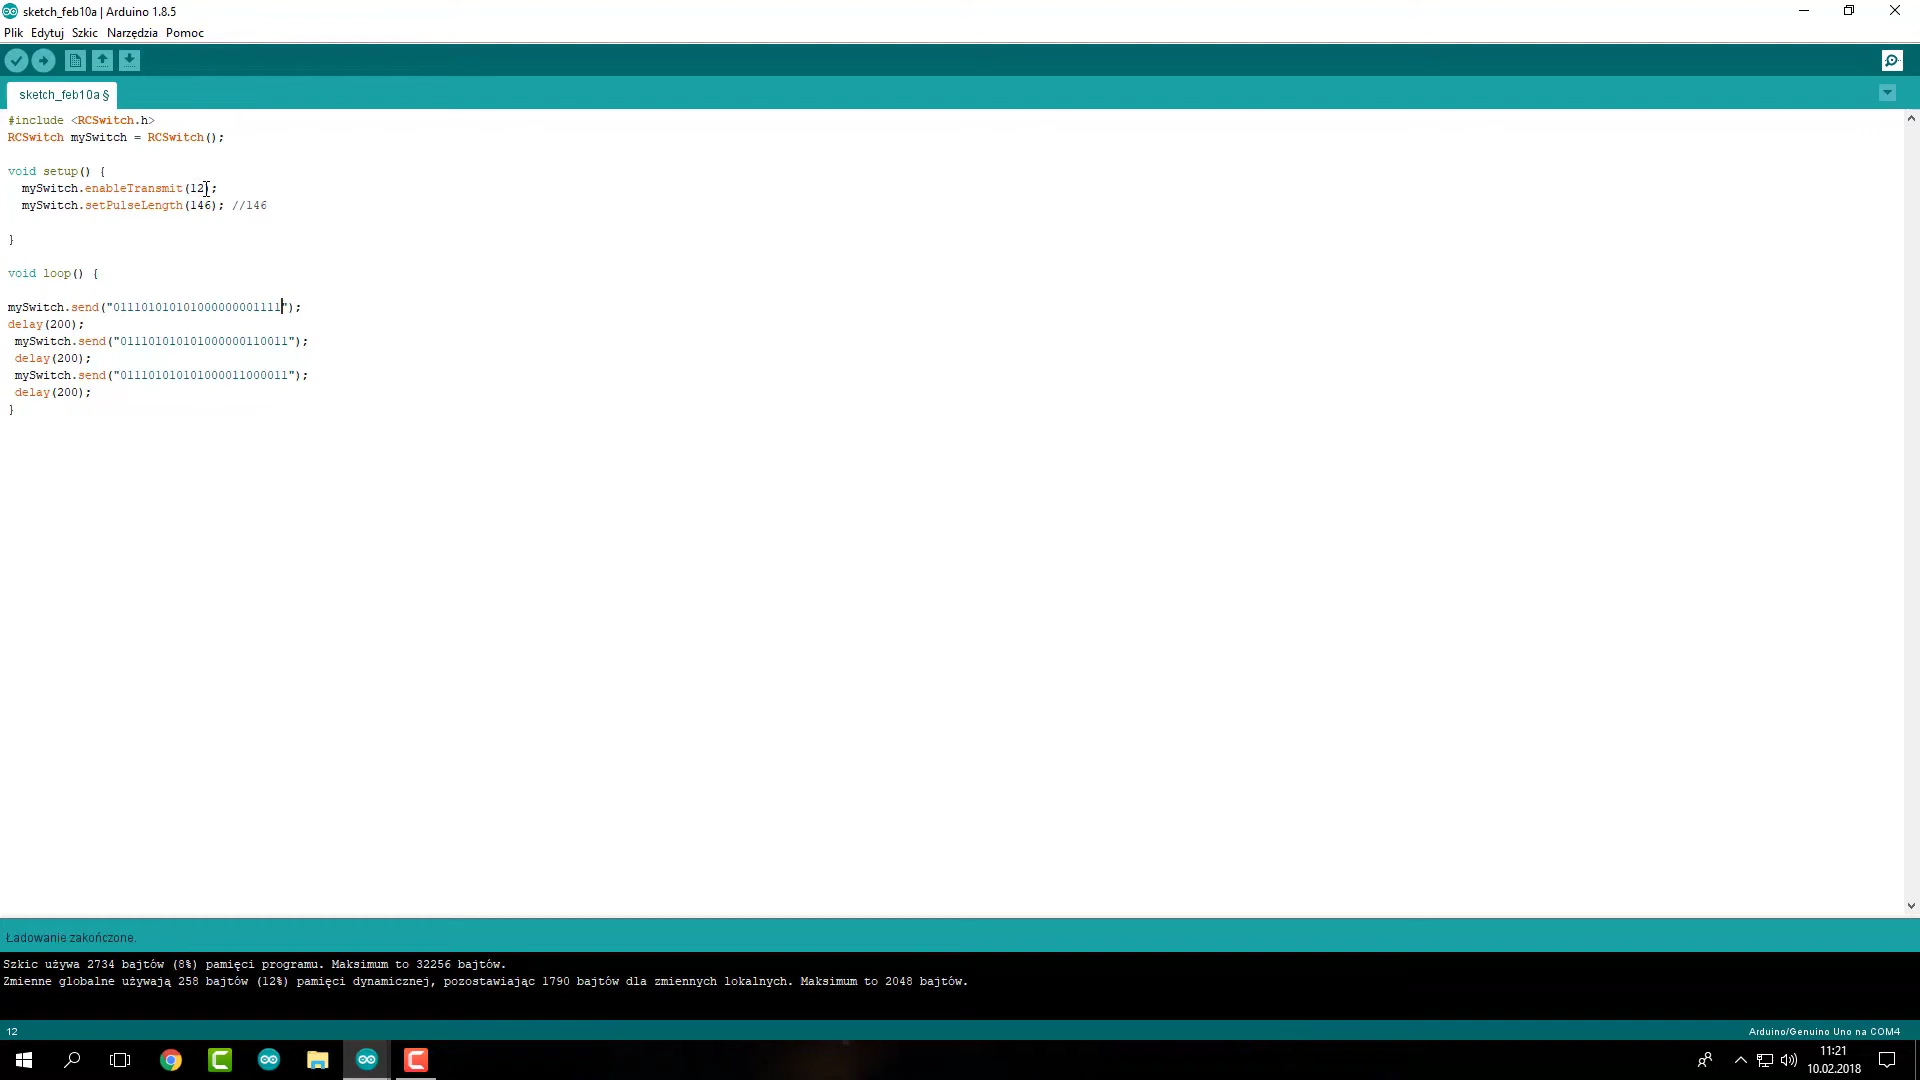 sketch_feb10a | Arduino 1.8.5
Plik Edytuj Szkic Narzędzia Pomoc
sketch_feb10a §
#include <RCSwitch.h>
RCSwitch mySwitch = RCSwitch();
void setup() {
mySwitch.enableTransmit(12);
mySwitch.setPulseLength(146); //146
}
void loop() {
mySwitch.send("011101010101000000001111");
delay(200);
mySwitch.send("011101010101000000110011");
delay(200);
mySwitch.send("011101010101000011000011");
delay(200);
}
Ładowanie zakończone.
Szkic używa 2734 bajtów (8%) pamięci programu. Maksimum to 32256 bajtów.
Zmienne globalne używają 258 bajtów (12%) pamięci dynamicznej, pozostawiając 1790 bajtów dla zmiennych lokalnych. Maksimum to 2048 bajtów.
12
Arduino/Genuino Uno na COM4
11:21
10.02.2018